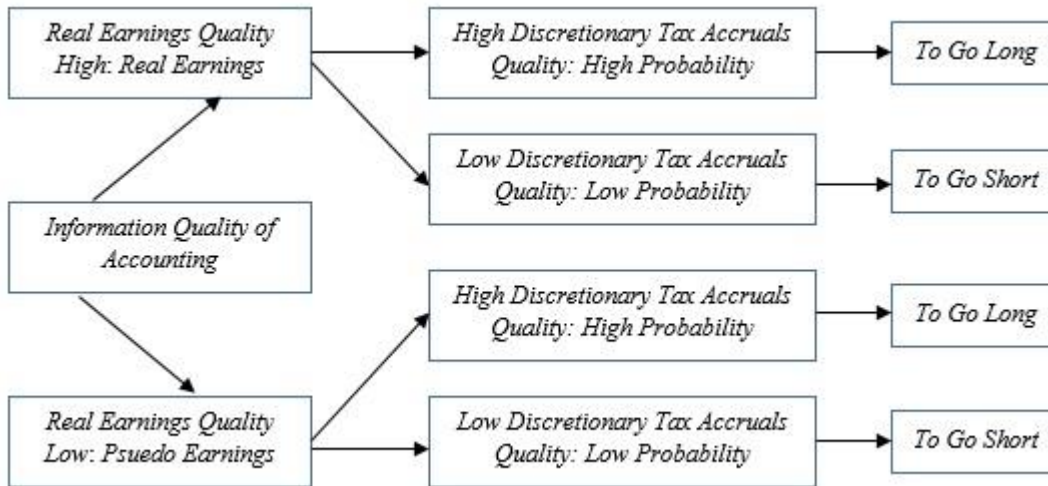 Real Earnings Quality
High: Real Earnings
High Discretionary Tax Accruals
Quality: High Probability
To Go Long
Low Discretionary Tax Accruals
Quality: Low Probability
To Go Short
Information Quality of
Accounting
High Discretionary Tax Accruals
Quality: High Probability
To Go Long
Real Earnings Quality
Low: Psuedo Earnings
Low Discretionary Tax Accruals
Quality: Low Probability
To Go Short